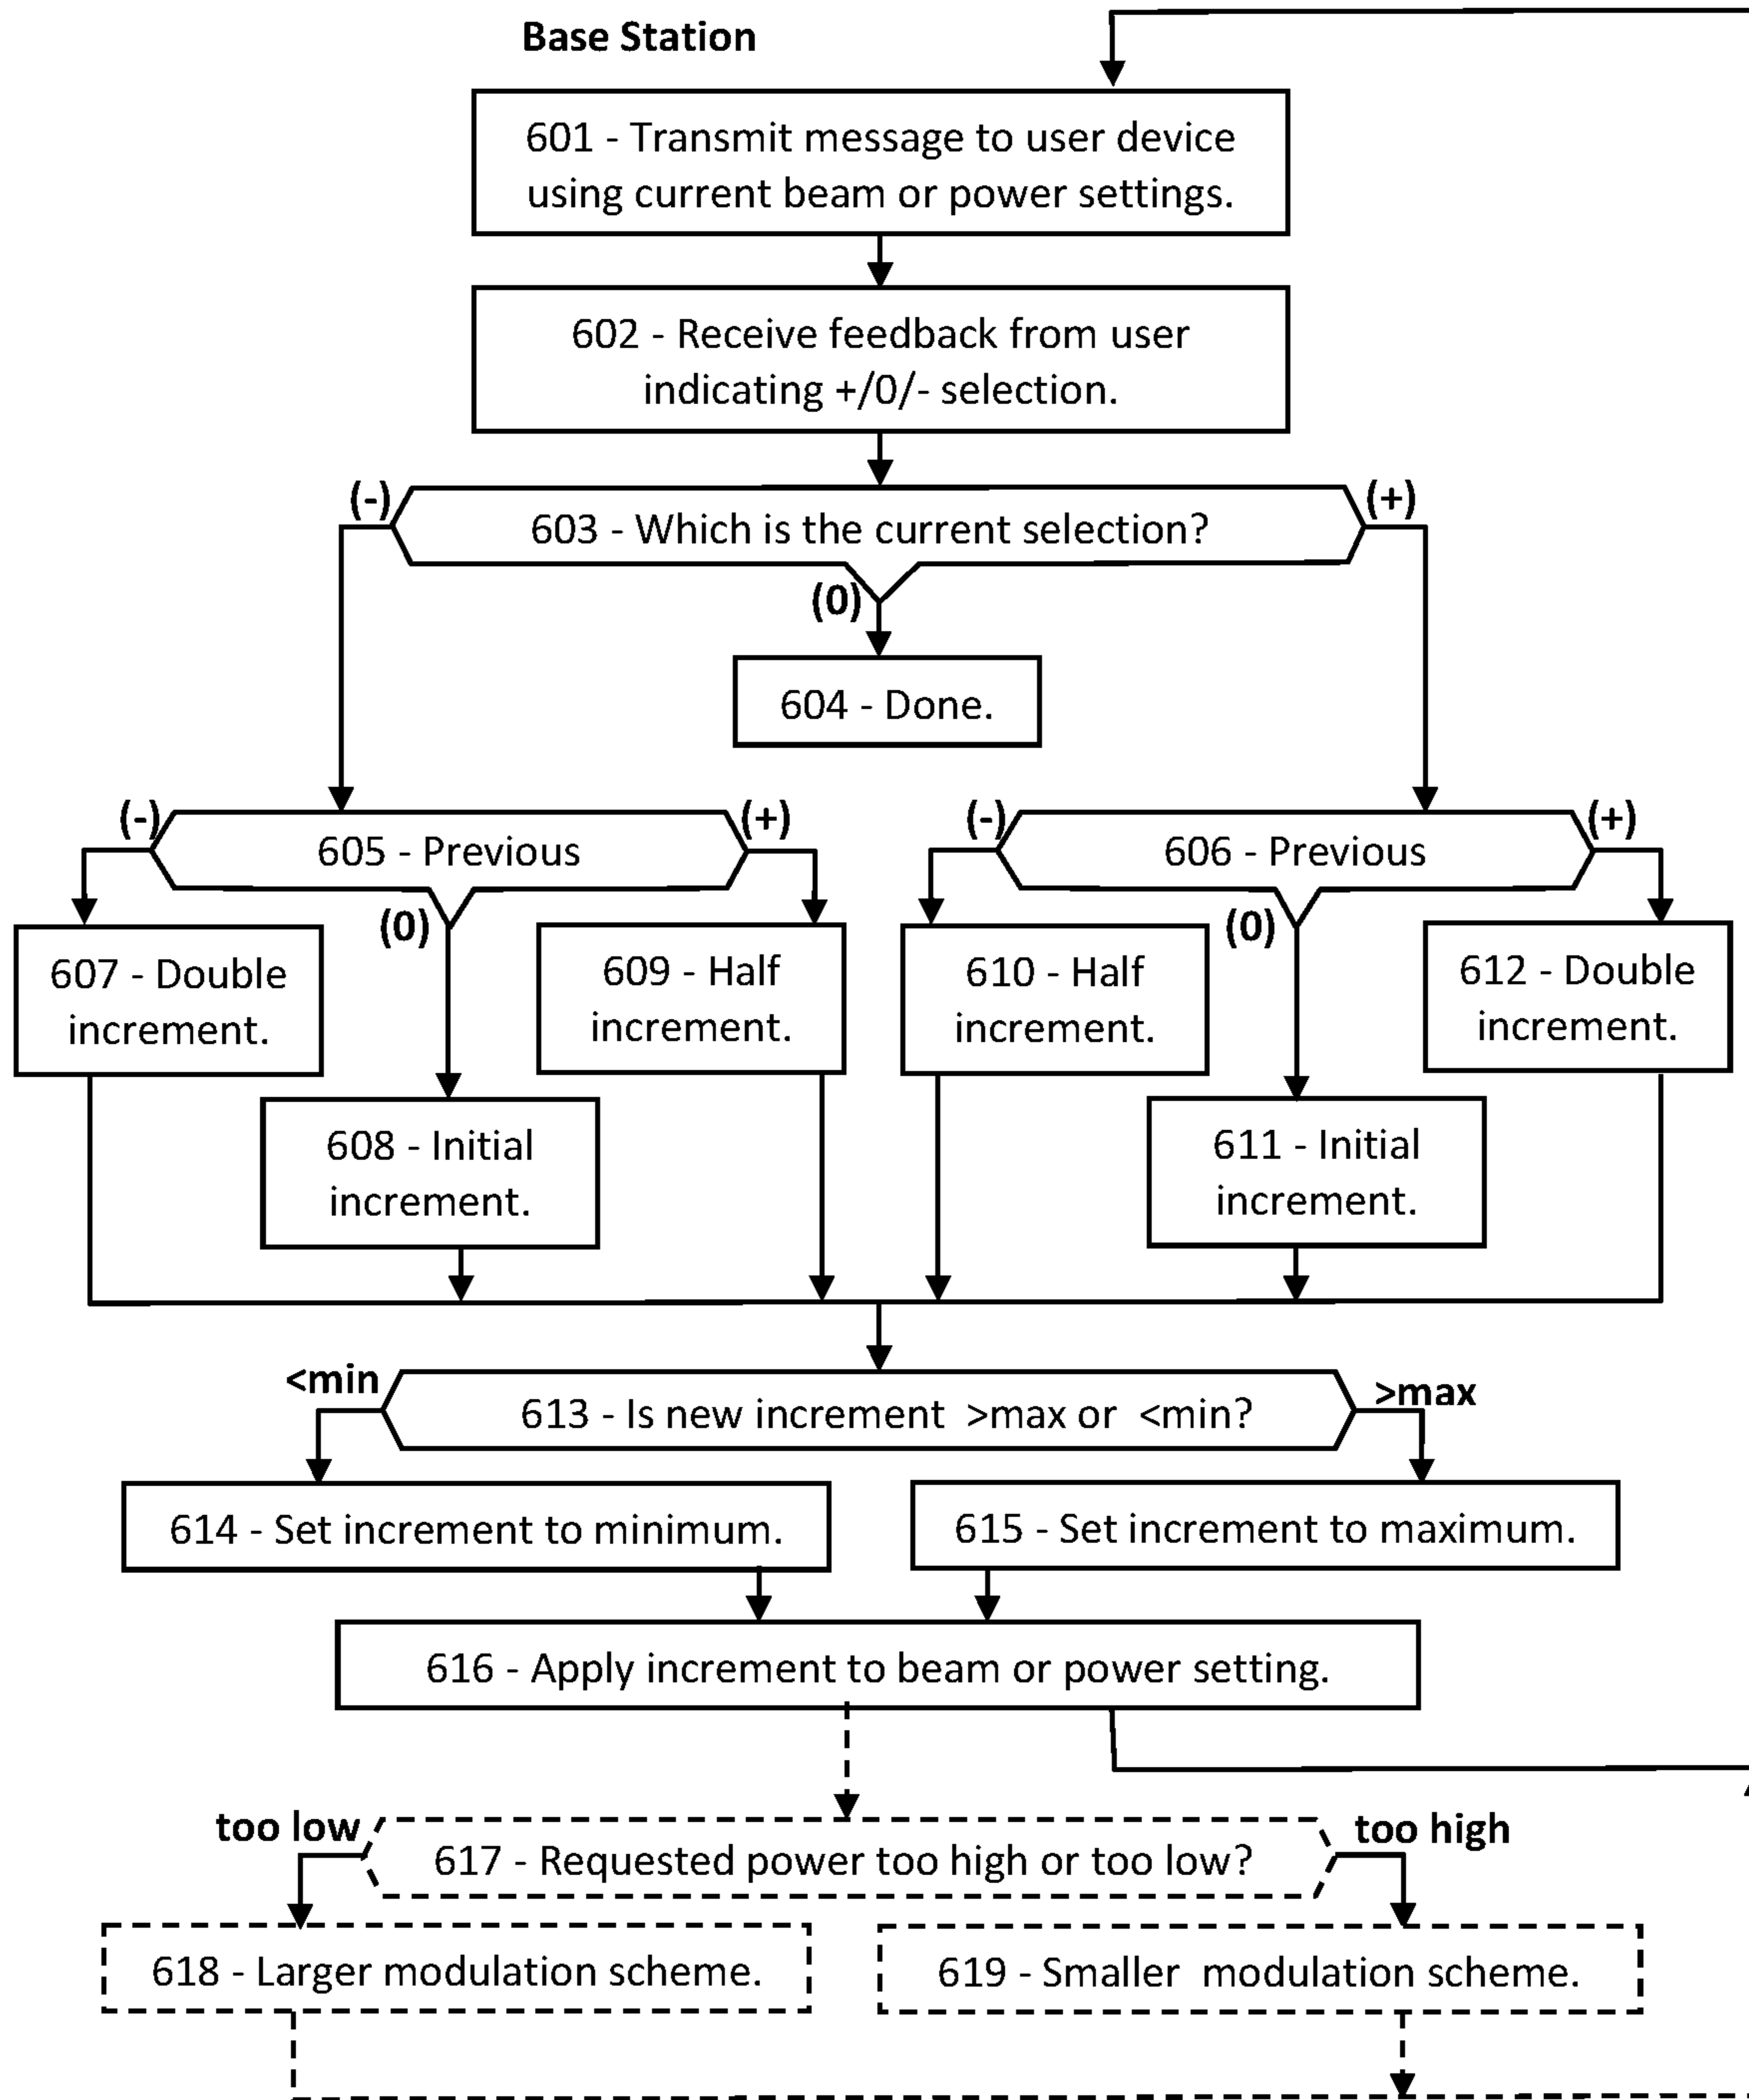 Base Station
601 - Transmit message to user device
using current beam or power settings.
602 - Receive feedback from user
indicating +/0/- selection.
(-)
(+)
603 - Which is the current selection?
(0)
604 - Done.
(-)
(+)
(-)
(+)
605 - Previous
606 - Previous
(0)
(0)
607 - Double
increment.
609 - Half
increment.
610 - Half
increment.
612 - Double
increment.
608 - Initial
increment.
611 - Initial
increment.
<min
>max
613 - Is new increment  >max or  <min?
614 - Set increment to minimum.
615 - Set increment to maximum.
616 - Apply increment to beam or power setting.
too low
too high
617 - Requested power too high or too low?
618 - Larger modulation scheme.
619 - Smaller  modulation scheme.